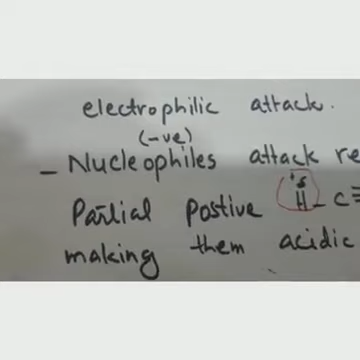 electrophilic attack.
(-ve)
- Nucleophiles attack re
+δ
Partial Postive H - C≡
making them acidic